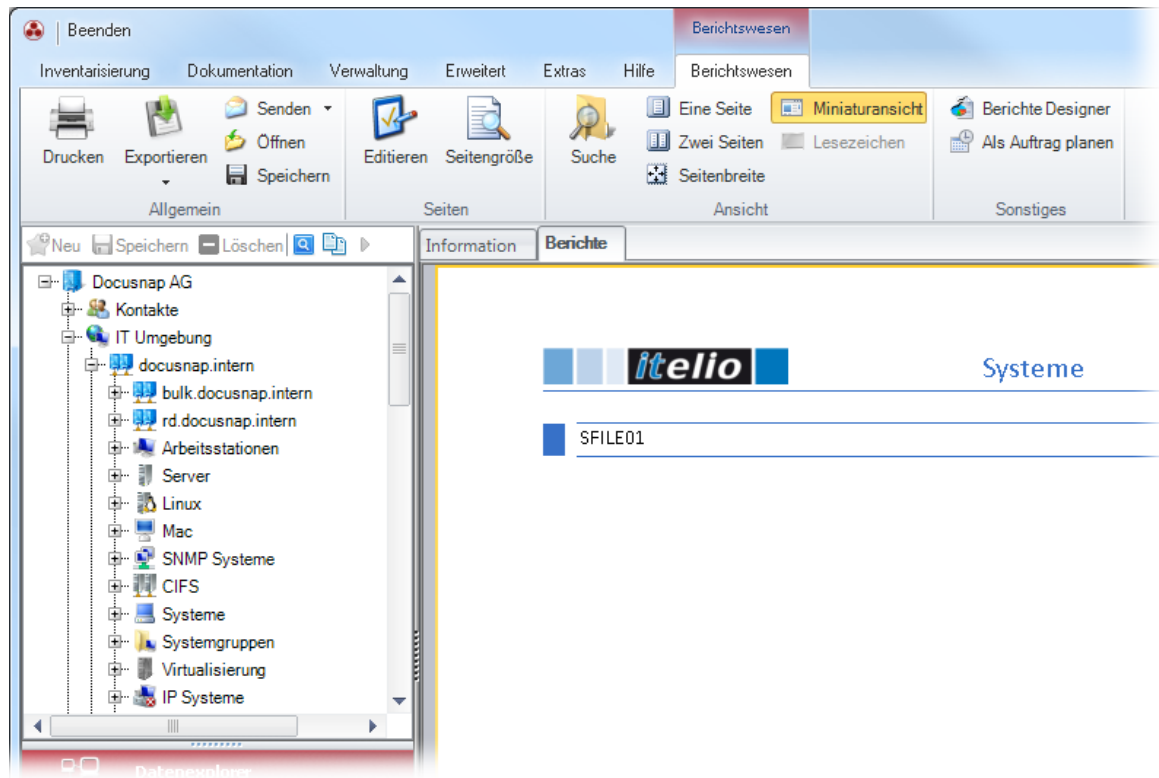 Beenden
Berichtswesen
Inventarisierung Dokumentation Verwaltung Erweitert Extras Hilfe Berichtswesen
Drucken
Exportieren
Senden
Öffnen
Speichern
Allgemein
Editieren
Seitengröße
Seiten
Suche
Eine Seite
Zwei Seiten
Seitenbreite
Miniaturansicht
Lesezeichen
Ansicht
Berichte Designer
Als Auftrag planen
Sonstiges
Neu Speichern Löschen
Information Berichte
Docusnap AG
Kontakte
IT Umgebung
docusnap.intern
bulk.docusnap.intern
rd.docusnap.intern
Arbeitsstationen
Server
Linux
Mac
SNMP Systeme
CIFS
Systeme
Systemgruppen
Virtualisierung
IP Systeme
Datenexplorer
itelio
Systeme
SFILE01